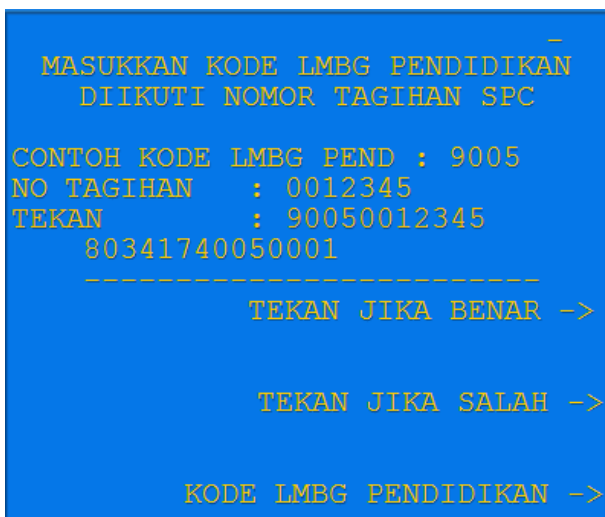 -
MASUKKAN KODE LMBG PENDIDIKAN
DIIKUTI NOMOR TAGIHAN SPC
CONTOH KODE LMBG PEND : 9005
NO TAGIHAN : 0012345
TEKAN : 90050012345
80341740050001
-------------------------
TEKAN JIKA BENAR ->
TEKAN JIKA SALAH ->
KODE LMBG PENDIDIKAN ->